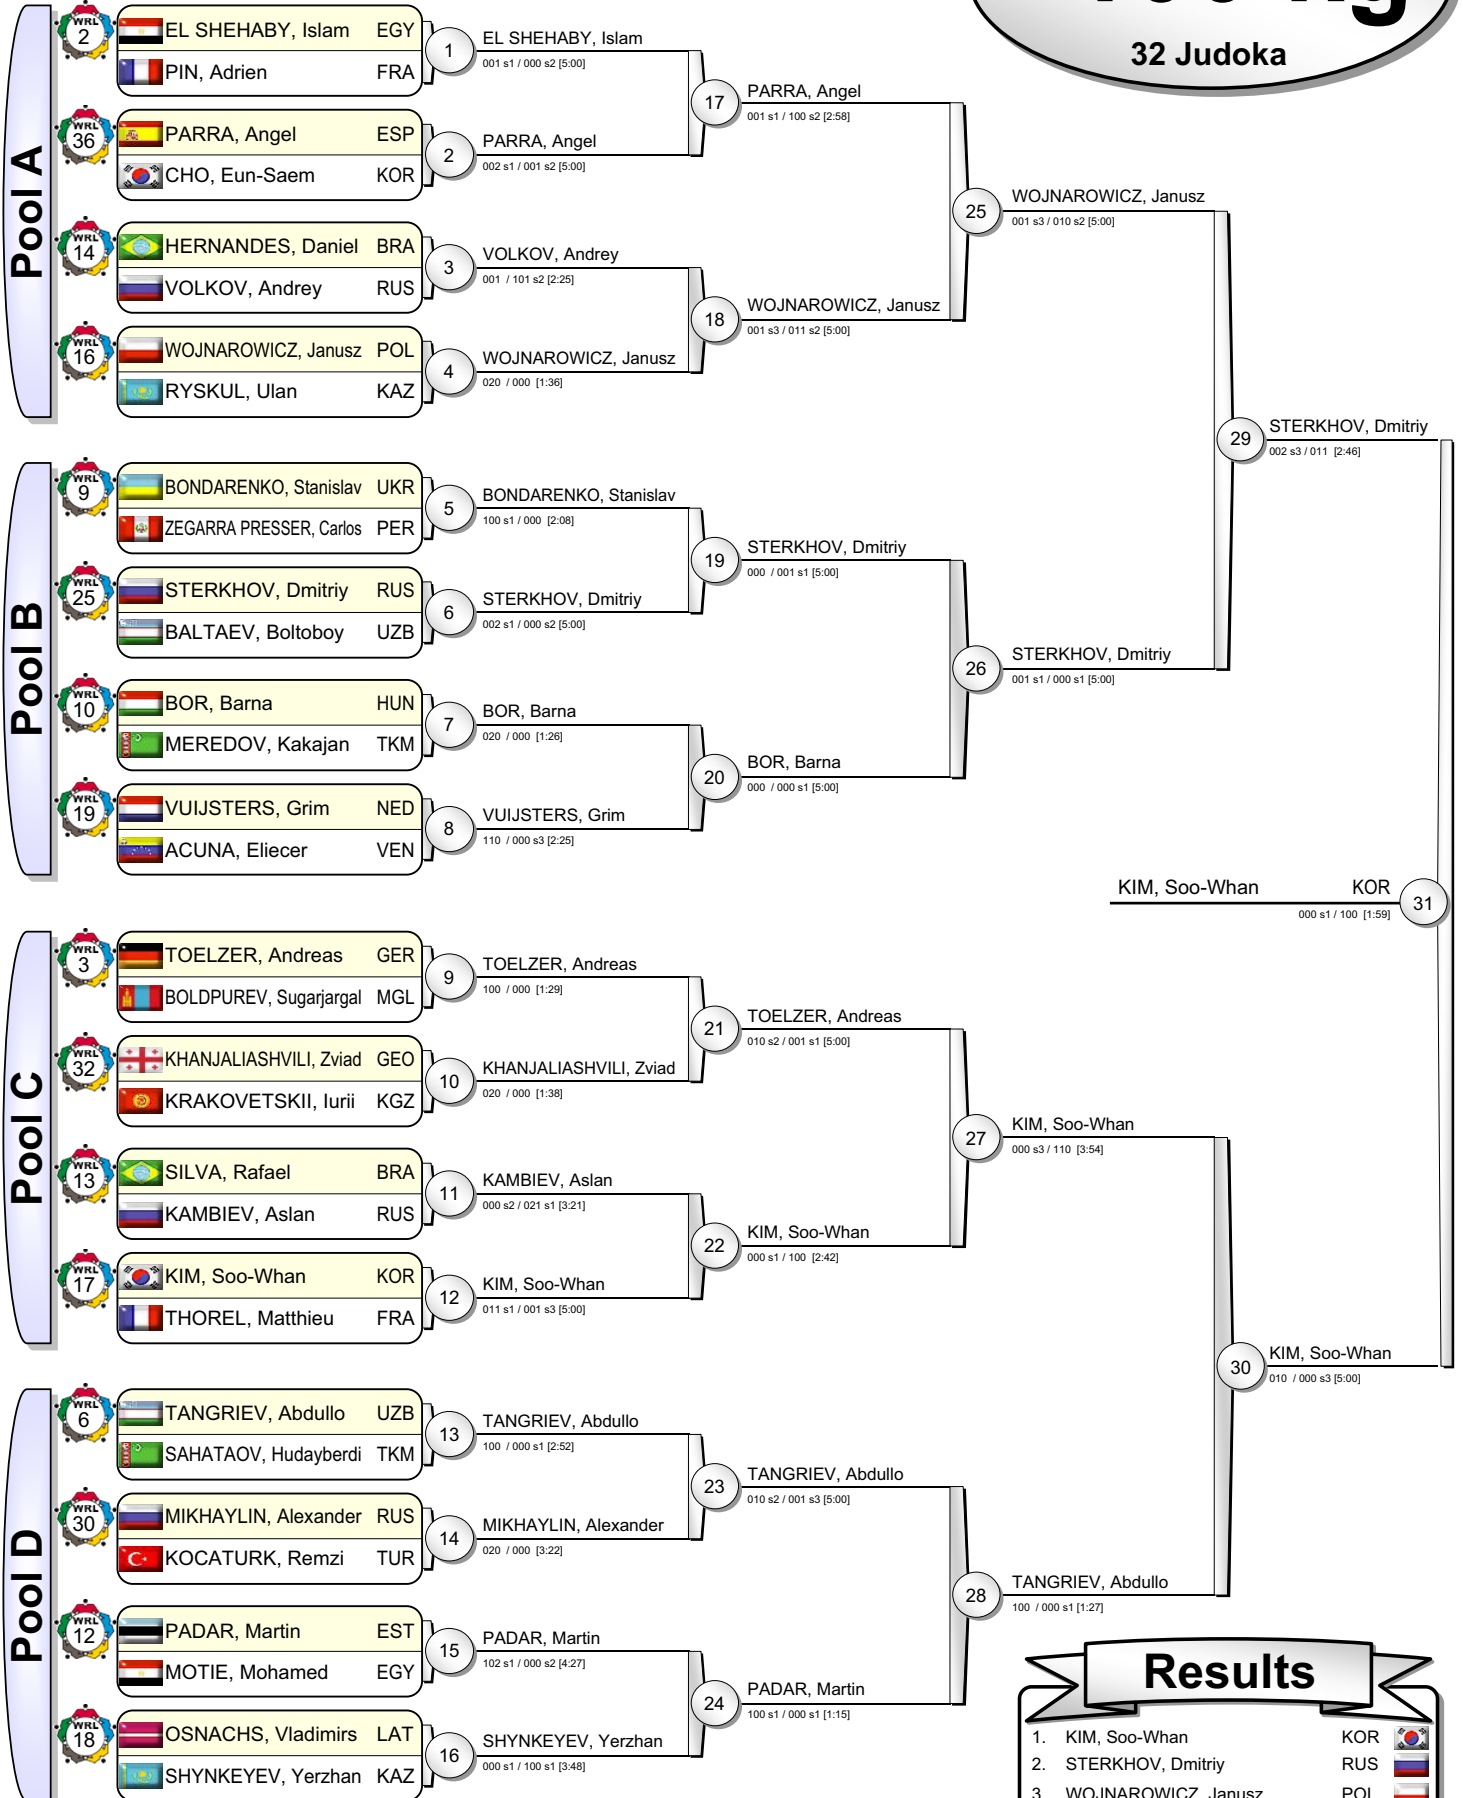 32 Judoka
Pool A
WRL 2
EL SHEHABY, Islam EGY
PIN, Adrien FRA
1
EL SHEHABY, Islam
001 s1 / 000 s2 [5:00]
WRL 36
PARRA, Angel ESP
CHO, Eun-Saem KOR
2
PARRA, Angel
002 s1 / 001 s2 [5:00]
17
PARRA, Angel
001 s1 / 100 s2 [2:58]
WRL 14
HERNANDES, Daniel BRA
VOLKOV, Andrey RUS
3
VOLKOV, Andrey
001 / 101 s2 [2:25]
WRL 16
WOJNAROWICZ, Janusz POL
RYSKUL, Ulan KAZ
4
WOJNAROWICZ, Janusz
020 / 000 [1:36]
18
WOJNAROWICZ, Janusz
001 s3 / 011 s2 [5:00]
25
WOJNAROWICZ, Janusz
001 s3 / 010 s2 [5:00]
Pool B
WRL 9
BONDARENKO, Stanislav UKR
ZEGARRA PRESSER, Carlos PER
5
BONDARENKO, Stanislav
100 s1 / 000 [2:08]
WRL 25
STERKHOV, Dmitriy RUS
BALTAEV, Boltoboy UZB
6
STERKHOV, Dmitriy
002 s1 / 000 s2 [5:00]
19
STERKHOV, Dmitriy
000 / 001 s1 [5:00]
WRL 10
BOR, Barna HUN
MEREDOV, Kakajan TKM
7
BOR, Barna
020 / 000 [1:26]
WRL 19
VUIJSTERS, Grim NED
ACUNA, Eliecer VEN
8
VUIJSTERS, Grim
110 / 000 s3 [2:25]
20
BOR, Barna
000 / 000 s1 [5:00]
26
STERKHOV, Dmitriy
001 s1 / 000 s1 [5:00]
29
STERKHOV, Dmitriy
002 s3 / 011 [2:46]
KIM, Soo-Whan KOR
000 s1 / 100 [1:59]
31
Pool C
WRL 3
TOELZER, Andreas GER
BOLDPUREV, Sugarjargal MGL
9
TOELZER, Andreas
100 / 000 [1:29]
WRL 32
KHANJALIASHVILI, Zviad GEO
KRAKOVETSKII, Iurii KGZ
10
KHANJALIASHVILI, Zviad
020 / 000 [1:38]
21
TOELZER, Andreas
010 s2 / 001 s1 [5:00]
WRL 13
SILVA, Rafael BRA
KAMBIEV, Aslan RUS
11
KAMBIEV, Aslan
000 s2 / 021 s1 [3:21]
WRL 17
KIM, Soo-Whan KOR
THOREL, Matthieu FRA
12
KIM, Soo-Whan
011 s1 / 001 s3 [5:00]
22
KIM, Soo-Whan
000 s1 / 100 [2:42]
27
KIM, Soo-Whan
000 s3 / 110 [3:54]
Pool D
WRL 6
TANGRIEV, Abdullo UZB
SAHATAOV, Hudayberdi TKM
13
TANGRIEV, Abdullo
100 / 000 s1 [2:52]
WRL 30
MIKHAYLIN, Alexander RUS
KOCATURK, Remzi TUR
14
MIKHAYLIN, Alexander
020 / 000 [3:22]
23
TANGRIEV, Abdullo
010 s2 / 001 s3 [5:00]
WRL 12
PADAR, Martin EST
MOTIE, Mohamed EGY
15
PADAR, Martin
102 s1 / 000 s2 [4:27]
WRL 18
OSNACHS, Vladimirs LAT
SHYNKEYEV, Yerzhan KAZ
16
SHYNKEYEV, Yerzhan
000 s1 / 100 s1 [3:48]
24
PADAR, Martin
100 s1 / 000 s1 [1:15]
28
TANGRIEV, Abdullo
100 / 000 s1 [1:27]
30
KIM, Soo-Whan
010 / 000 s3 [5:00]
Results
1. KIM, Soo-Whan KOR
2. STERKHOV, Dmitriy RUS
3. WOJNAROWICZ, Janusz POL